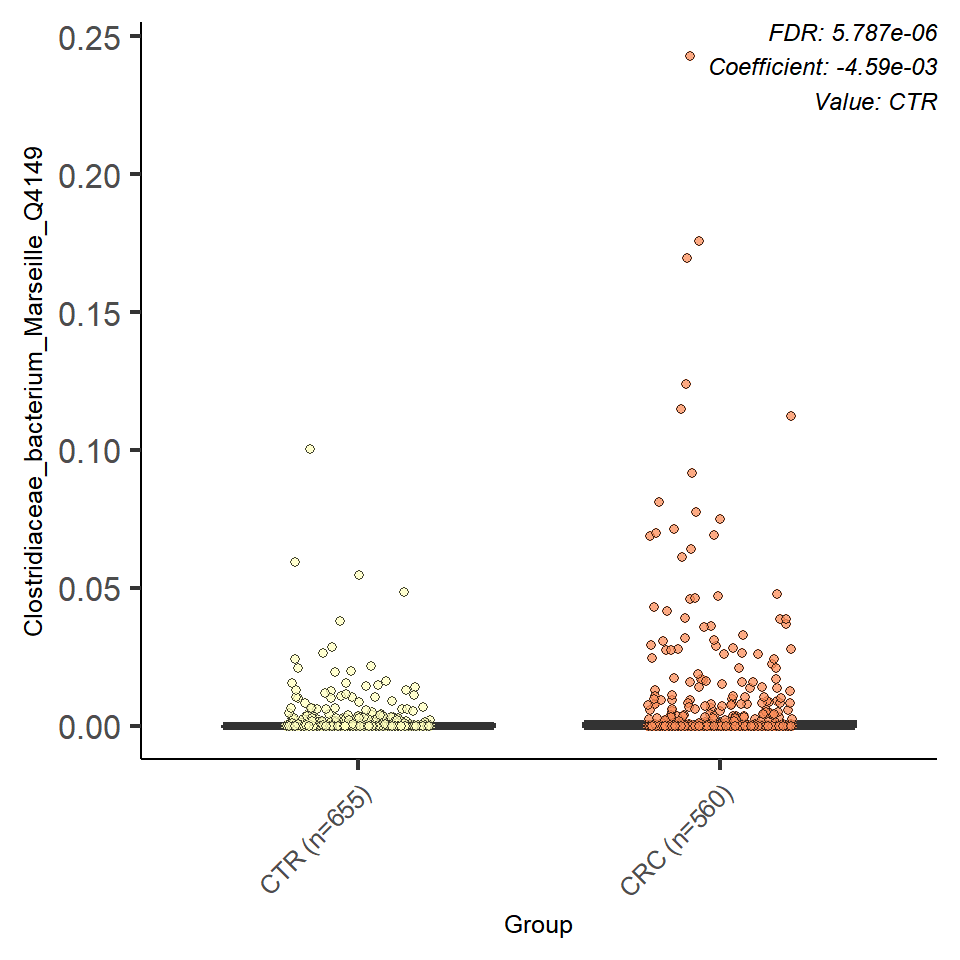 FDR: 5.787e-06
Coefficient: -4.59e-03
Value: CTR
Clostridiaceae_bacterium_Marseille_Q4149
0.25
0.20
0.15
0.10
0.05
0.00
CTR (n=655)
CRC (n=560)
Group